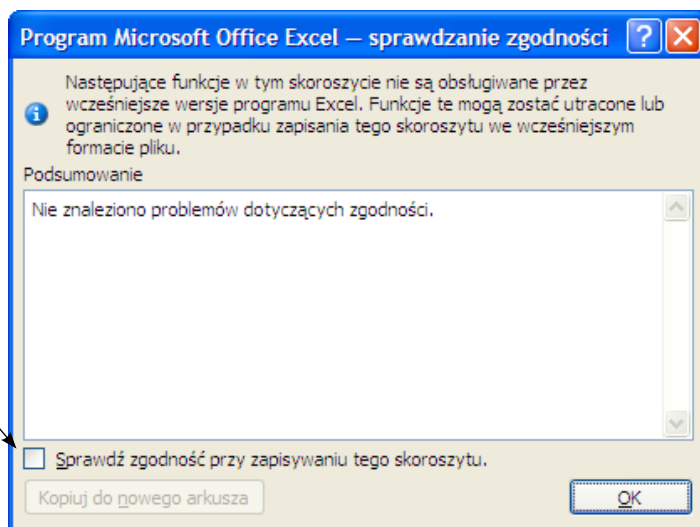 Program Microsoft Office Excel — sprawdzanie zgodności
Następujące funkcje w tym skoroszycie nie są obsługiwane przez
wcześniejsze wersje programu Excel. Funkcje te mogą zostać utracone lub
ograniczone w przypadku zapisania tego skoroszytu we wcześniejszym
formacie pliku.
Podsumowanie
Nie znaleziono problemów dotyczących zgodności.
Sprawdź zgodność przy zapisywaniu tego skoroszytu.
Kopiuj do nowego arkusza
OK